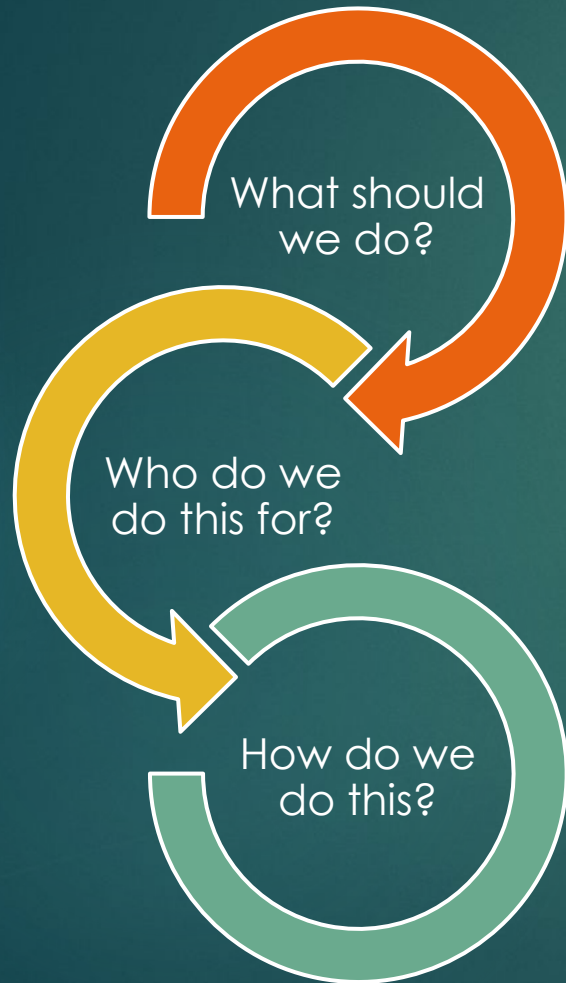 What should
we do?
Who do we
do this for?
How do we
do this?